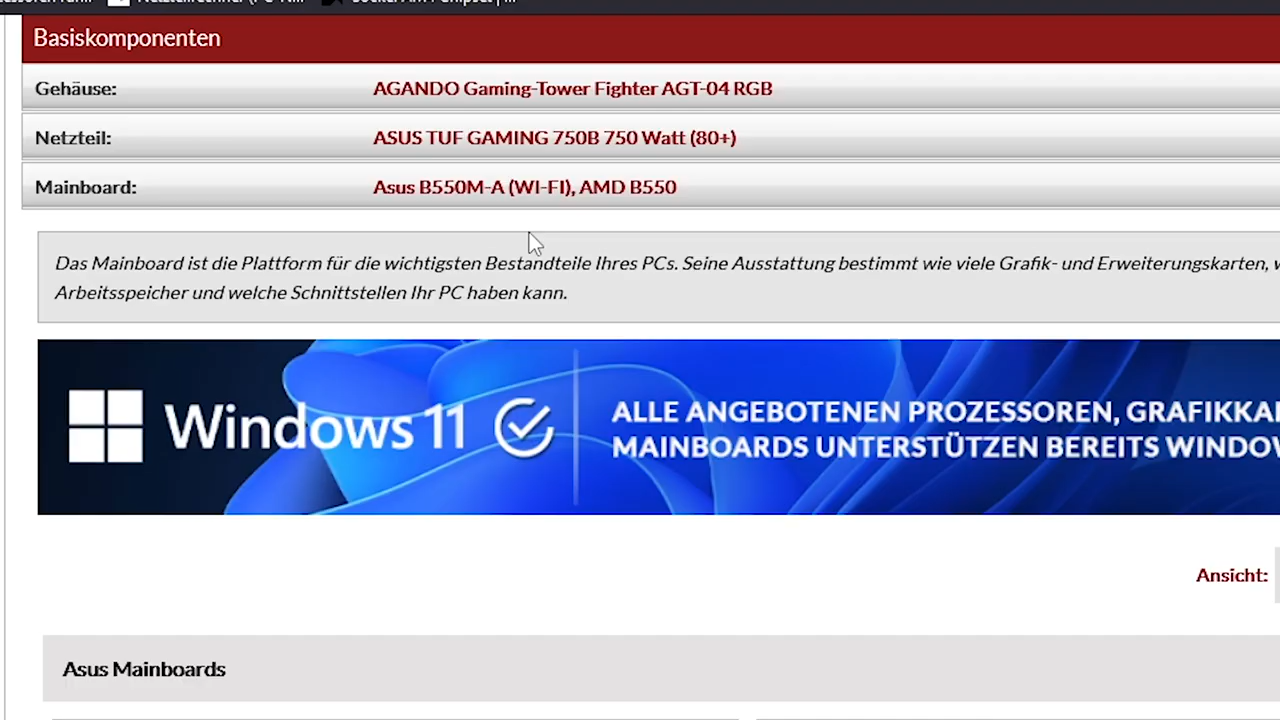 Basiskomponenten
Gehäuse: AGANDO Gaming-Tower Fighter AGT-04 RGB
Netzteil: ASUS TUF GAMING 750B 750 Watt (80+)
Mainboard: Asus B550M-A (WI-FI), AMD B550
Das Mainboard ist die Plattform für die wichtigsten Bestandteile Ihres PCs. Seine Ausstattung bestimmt wie viele Grafik- und Erweiterungskarten,
Arbeitsspeicher und welche Schnittstellen Ihr PC haben kann.
Windows 11
ALLE ANGEBOTENEN PROZESSOREN, GRAFIKKA
MAINBOARDS UNTERSTÜTZEN BEREITS WINDOW
Ansicht:
Asus Mainboards